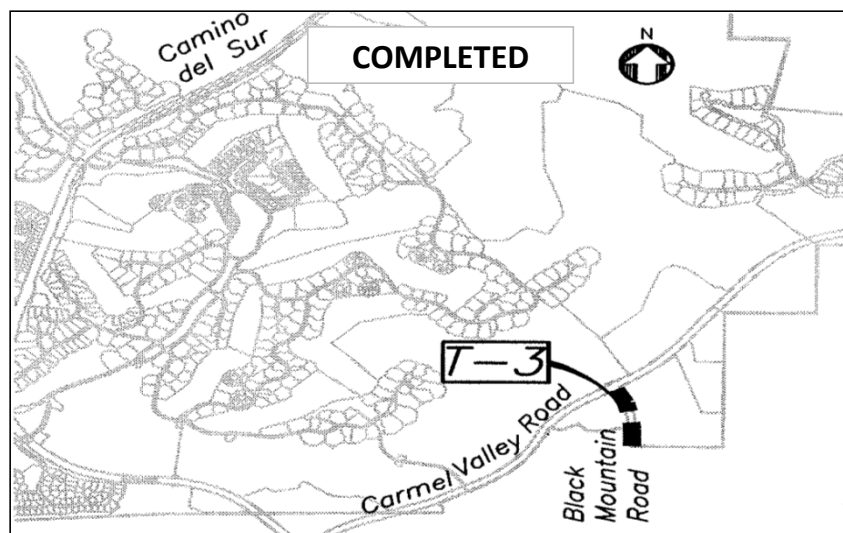 Camino
del Sur
COMPLETED
N
T-3
Carmel Valley Road
Black
Mountain
Road